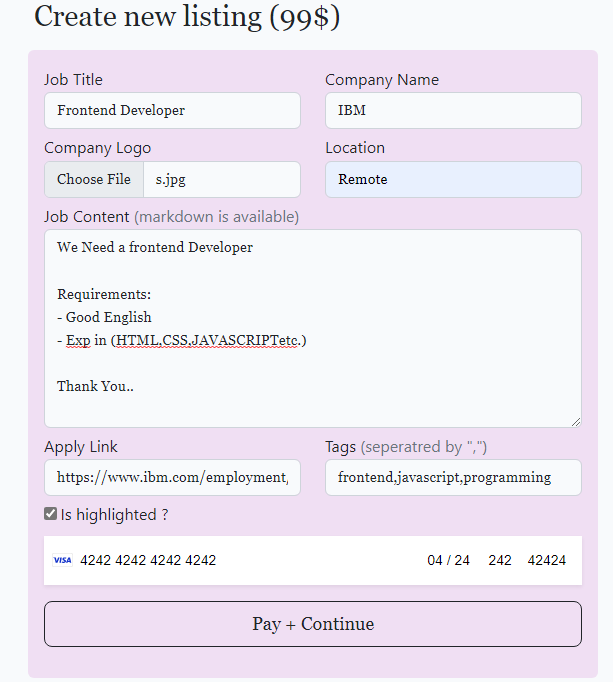 Create new listing (99$)
Job Title
Company Name
Frontend Developer
IBM
Company Logo
Location
Choose File s.jpg
Remote
Job Content (markdown is available)
We Need a frontend Developer
Requirements:
- Good English
- Exp in (HTML,CSS,JAVASCRIPTetc.)
Thank You..
Apply Link
Tags (seperatred by ",")
https://www.ibm.com/employment,
frontend,javascript,programming
Is highlighted ?
VISA 4242 4242 4242 4242 04 / 24 242 42424
Pay + Continue